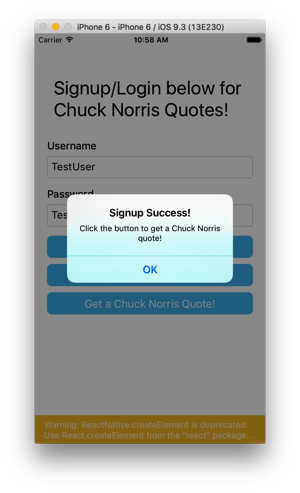 iPhone 6 - iPhone 6 / iOS 9.3 (13E230)
Carrier 10:58 AM
Signup/Login below for
Chuck Norris Quotes!
Username
TestUser
Password
Tes
Signup Success!
Click the button to get a Chuck Norris
quote!
OK
Get a Chuck Norris Quote!
Warning: ReactNative.createElement is deprecated.
Use React.createElement from the "react" package...